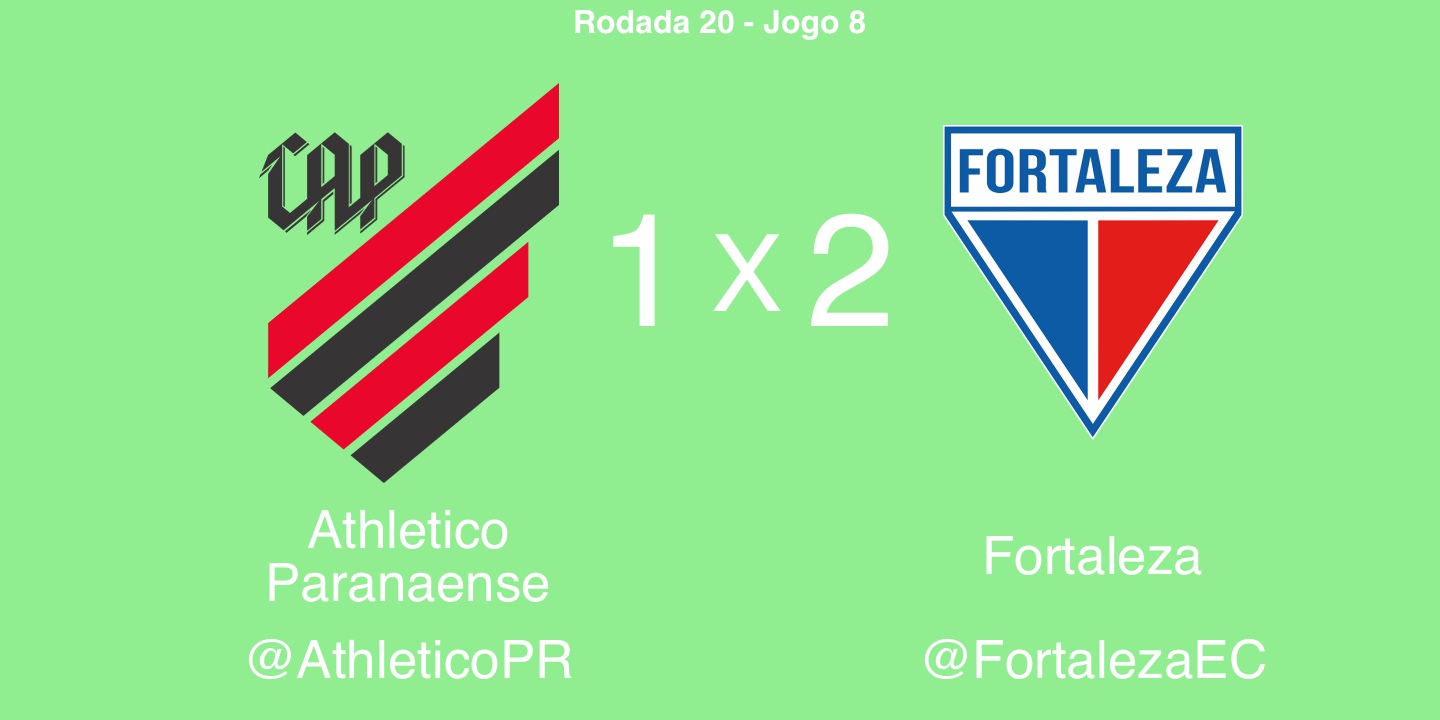 Rodada 20 - Jogo 8
CAP
1 X 2
FORTALEZA
Athletico
Paranaense
Fortaleza
@AthleticoPR
@FortalezaEC